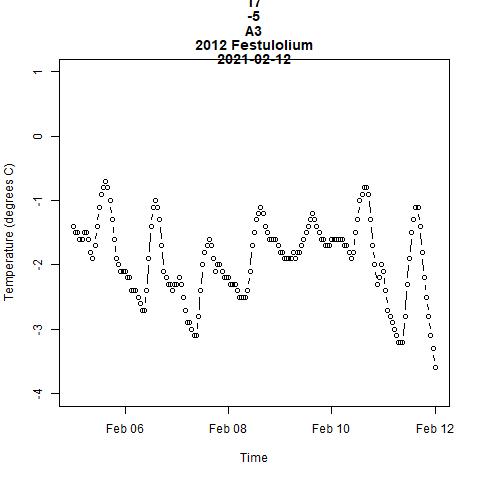 17
-5
A3
2012 Festulolium
2021-02-12
Temperature (degrees C)
1
0
-1
-2
-3
-4
Feb 06
Feb 08
Feb 10
Feb 12
Time